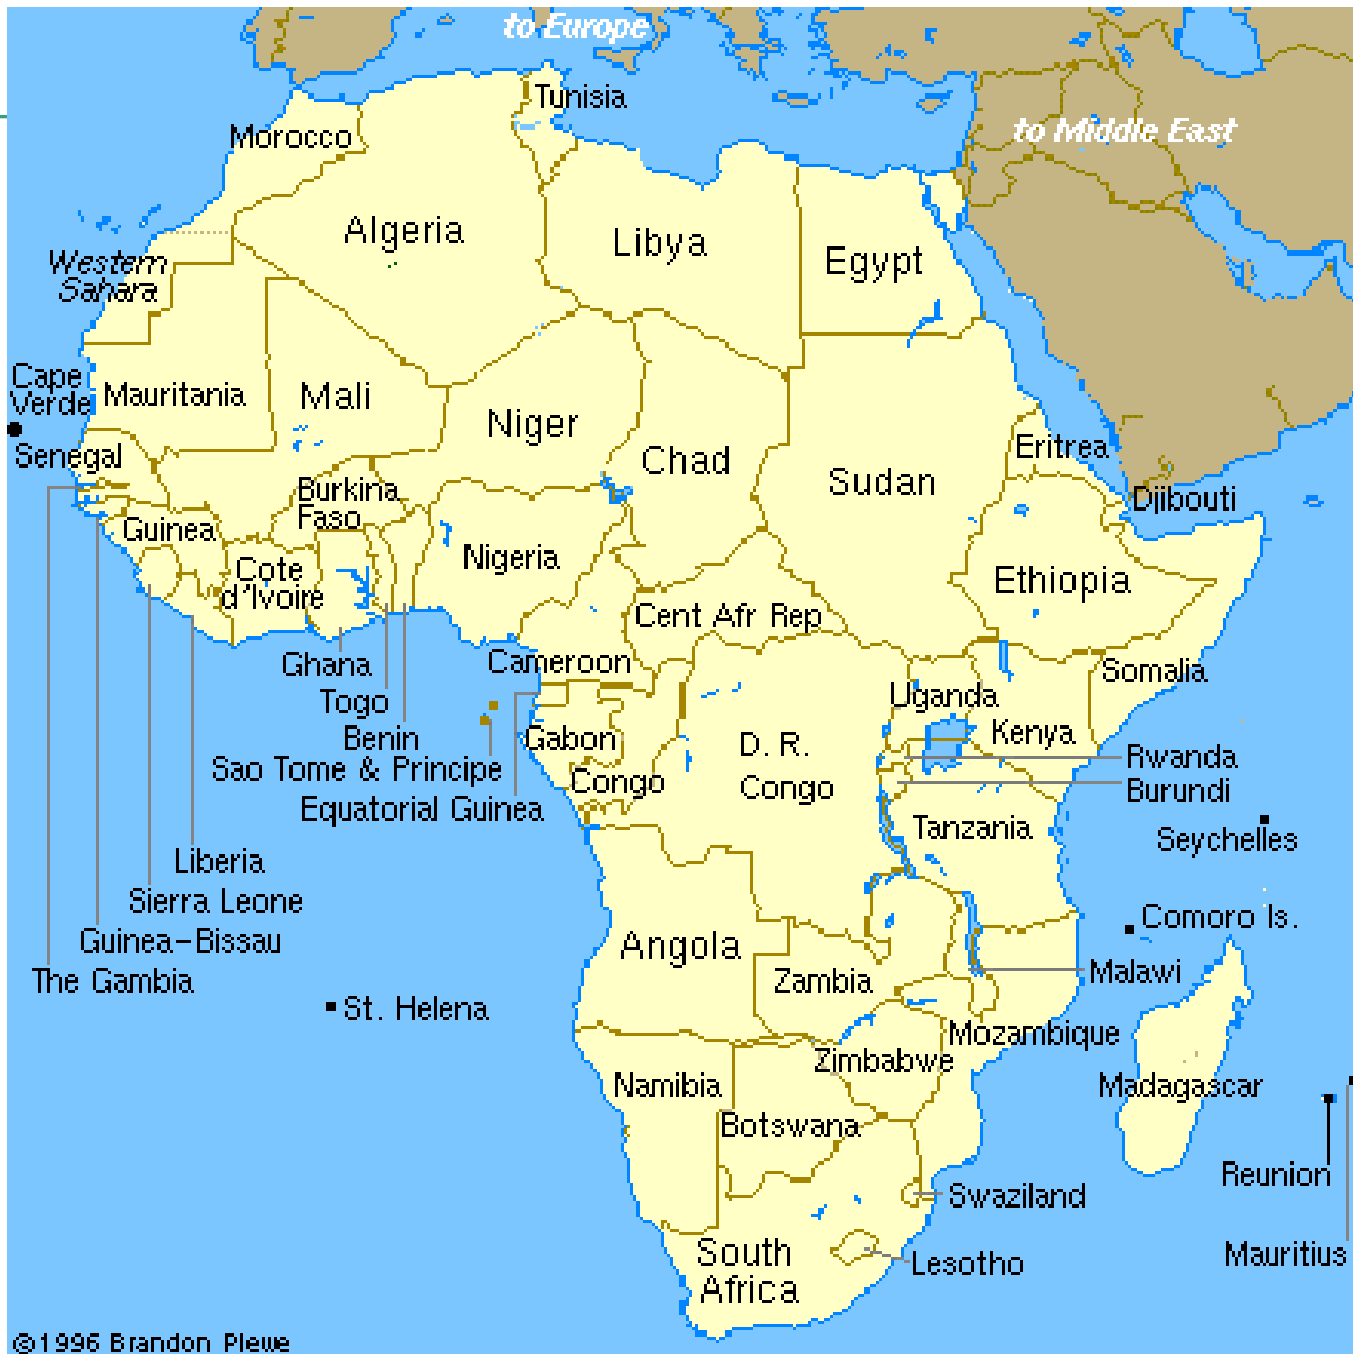 to Europe
Tunisia
to Middle East
Morocco
Algeria
Libya
Egypt
Western
Sahara
Cape
Verde
Mauritania
Mali
Niger
Chad
Sudan
Eritrea
Senegal
Burkina
Faso
Djibouti
Guinea
Nigeria
Cote
d'Ivoire
Ethiopia
Cent Afr Rep
Ghana
Cameroon
Somalia
Togo
Uganda
Kenya
Benin
Gabon
D. R.
Congo
Rwanda
Sao Tome & Principe
Congo
Burundi
Equatorial Guinea
Tanzania
Seychelles
Liberia
Sierra Leone
Comoro Is.
Guinea-Bissau
Angola
The Gambia
Zambia
Malawi
St. Helena
Mozambique
Zimbabwe
Namibia
Madagascar
Botswana
Reunion
Swaziland
South
Africa
Lesotho
Mauritius
©1996 Brandon Plewe